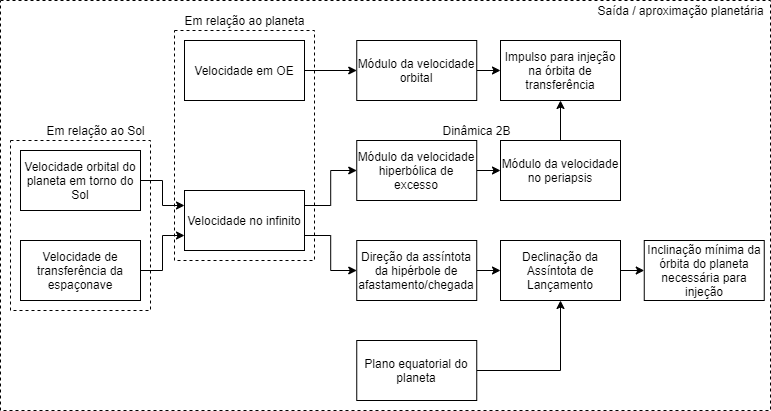 Saída / aproximação planetária
Em relação ao planeta
Velocidade em OE
Módulo da velocidade
orbital
Impulso para injeção
na órbita de
transferência
Em relação ao Sol
Dinâmica 2B
Velocidade orbital do
planeta em torno do
Sol
Módulo da velocidade
hiperbólica de
excesso
Módulo da velocidade
no periapsis
Velocidade no infinito
Velocidade de
transferência da
espaçonave
Direção da assíntota
da hipérbole de
afastamento/chegada
Declinação da
Assíntota de
Lançamento
Inclinação mínima da
órbita do planeta
necessária para
injeção
Plano equatorial do
planeta